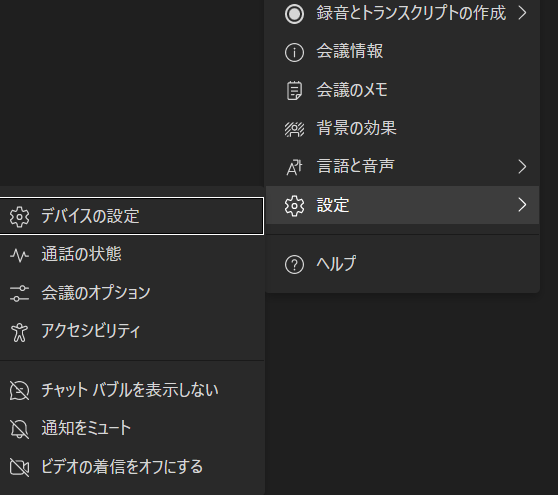 録音とトランスクリプトの作成
会議情報
会議のメモ
背景の効果
言語と音声
設定
ヘルプ
デバイスの設定
通話の状態
会議のオプション
アクセシビリティ
チャット バブルを表示しない
通知をミュート
ビデオの着信をオフにする